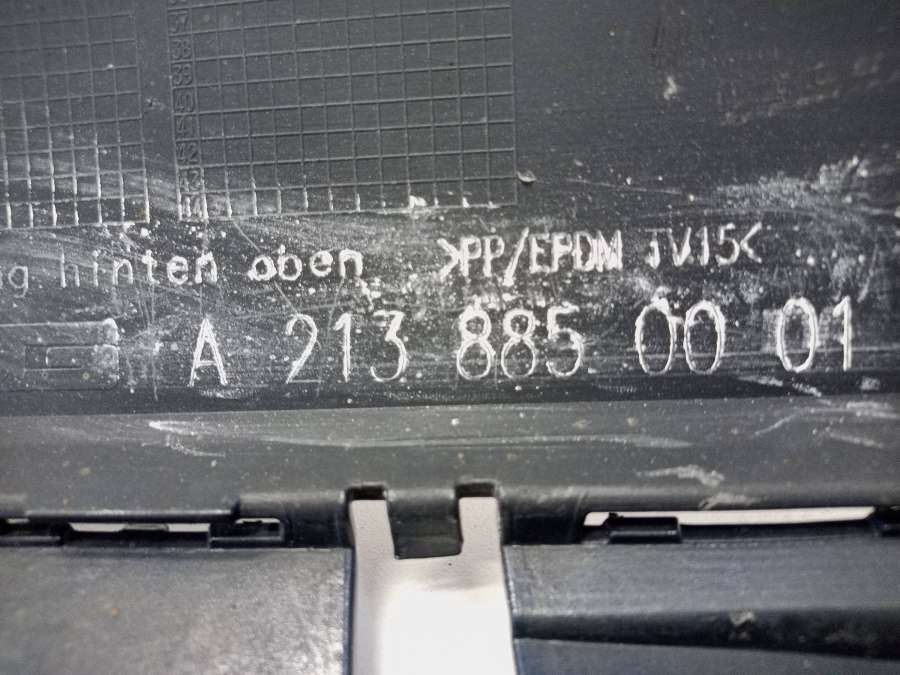 hinten oben >PP/EPDM TV15<
A 213 885 00 01